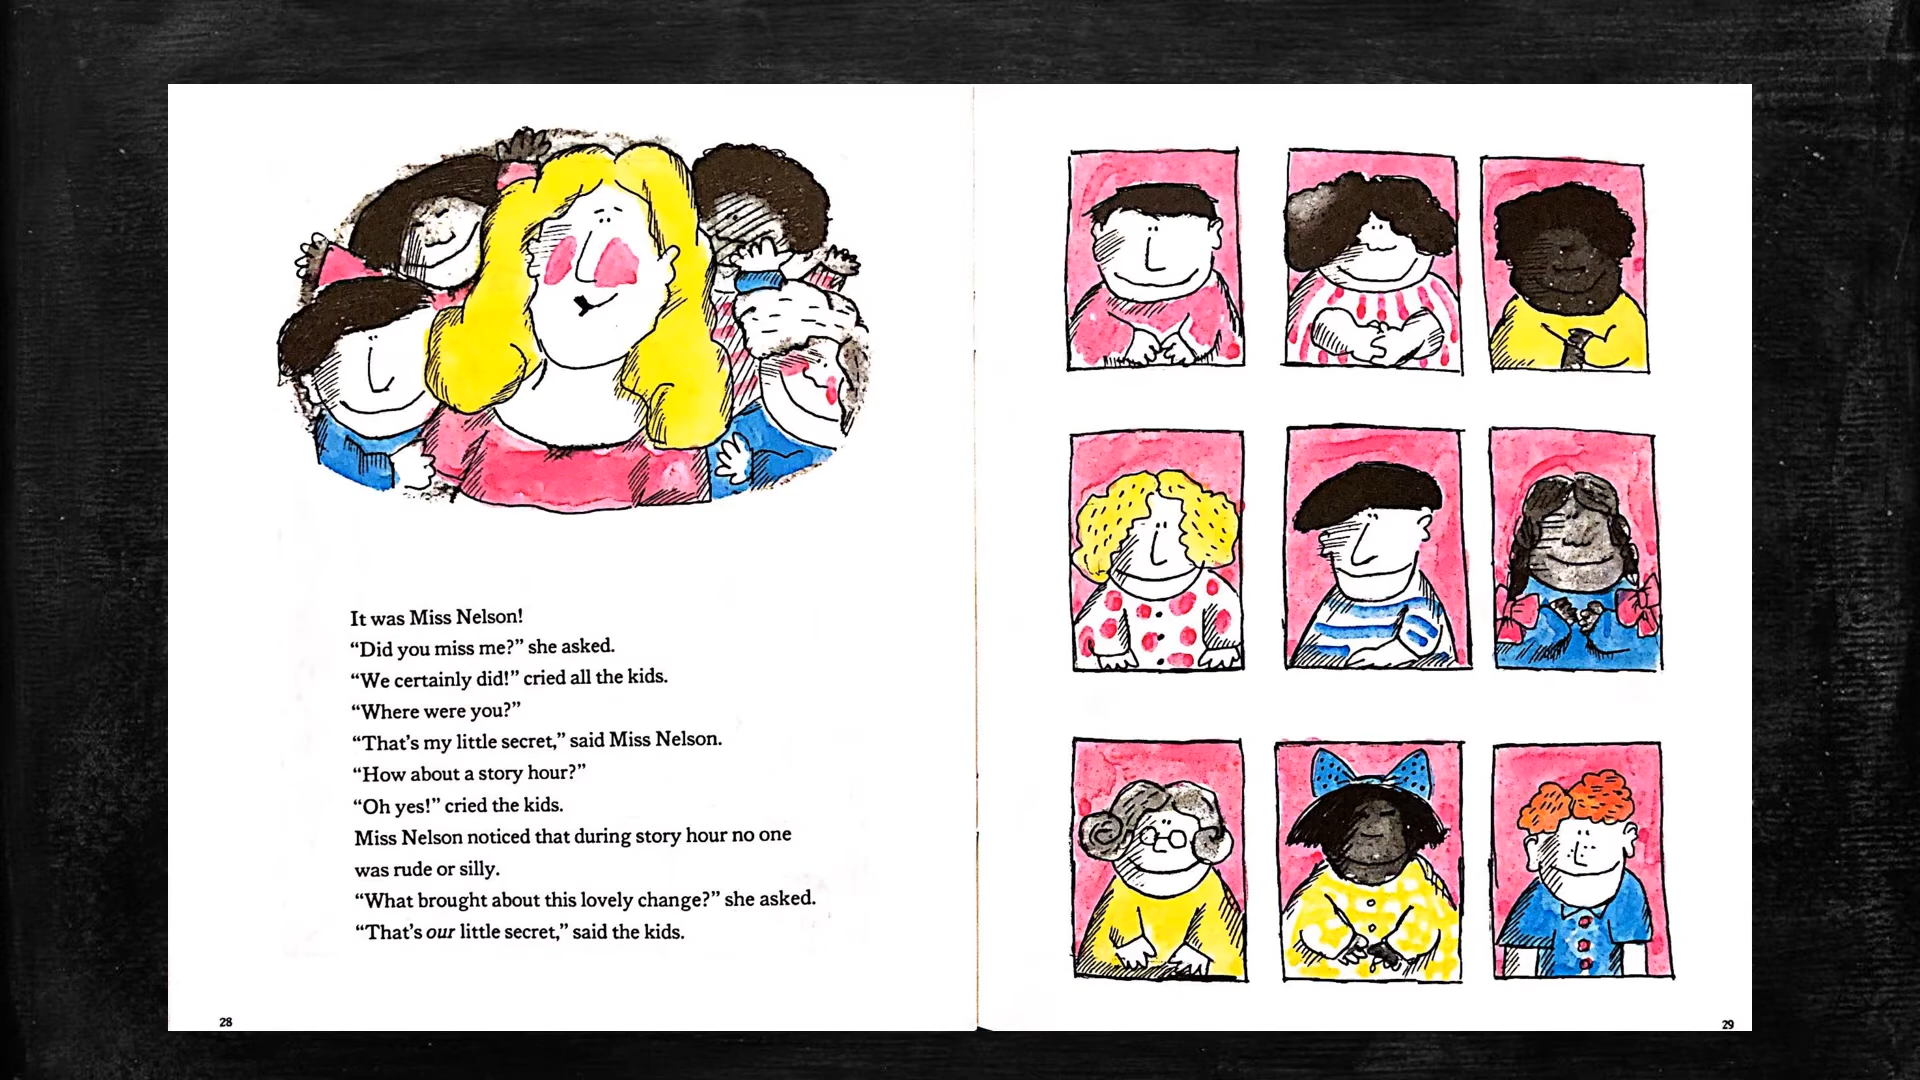 It was Miss Nelson!
“Did you miss me?” she asked.
“We certainly did!” cried all the kids.
“Where were you?”
“That’s my little secret,” said Miss Nelson.
“How about a story hour?”
“Oh yes!” cried the kids.
Miss Nelson noticed that during story hour no one
was rude or silly.
“What brought about this lovely change?” she asked.
“That’s our little secret,” said the kids.
28
29